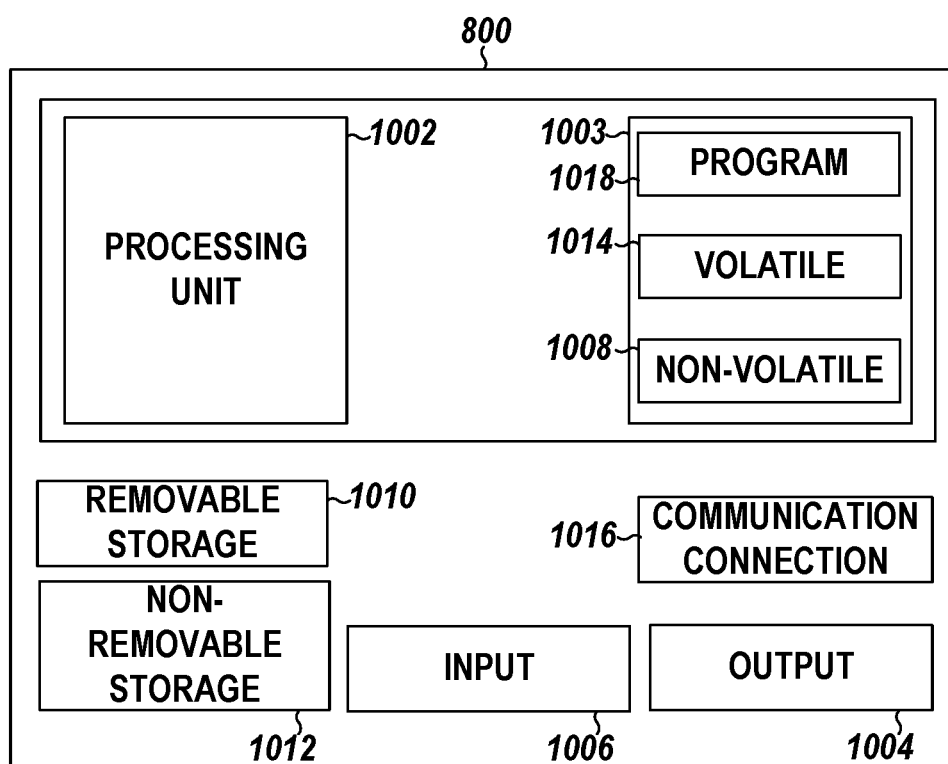 800
1002
1003
PROGRAM
1018
PROCESSING
UNIT
1014
VOLATILE
1008
NON-VOLATILE
REMOVABLE
STORAGE
1010
COMMUNICATION
CONNECTION
1016
NON-
REMOVABLE
STORAGE
INPUT
OUTPUT
1012
1006
1004